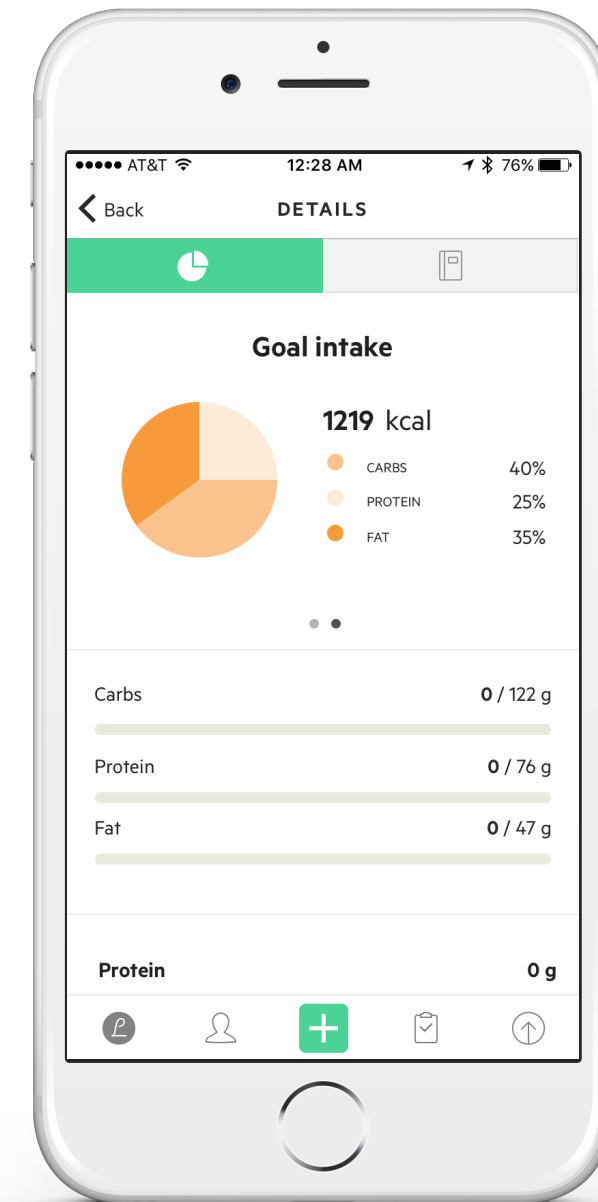 AT&T 12:28 AM 76%
Back DETAILS
Goal intake
1219 kcal
CARBS 40%
PROTEIN 25%
FAT 35%
Carbs 0 / 122 g
Protein 0 / 76 g
Fat 0 / 47 g
Protein 0 g
L